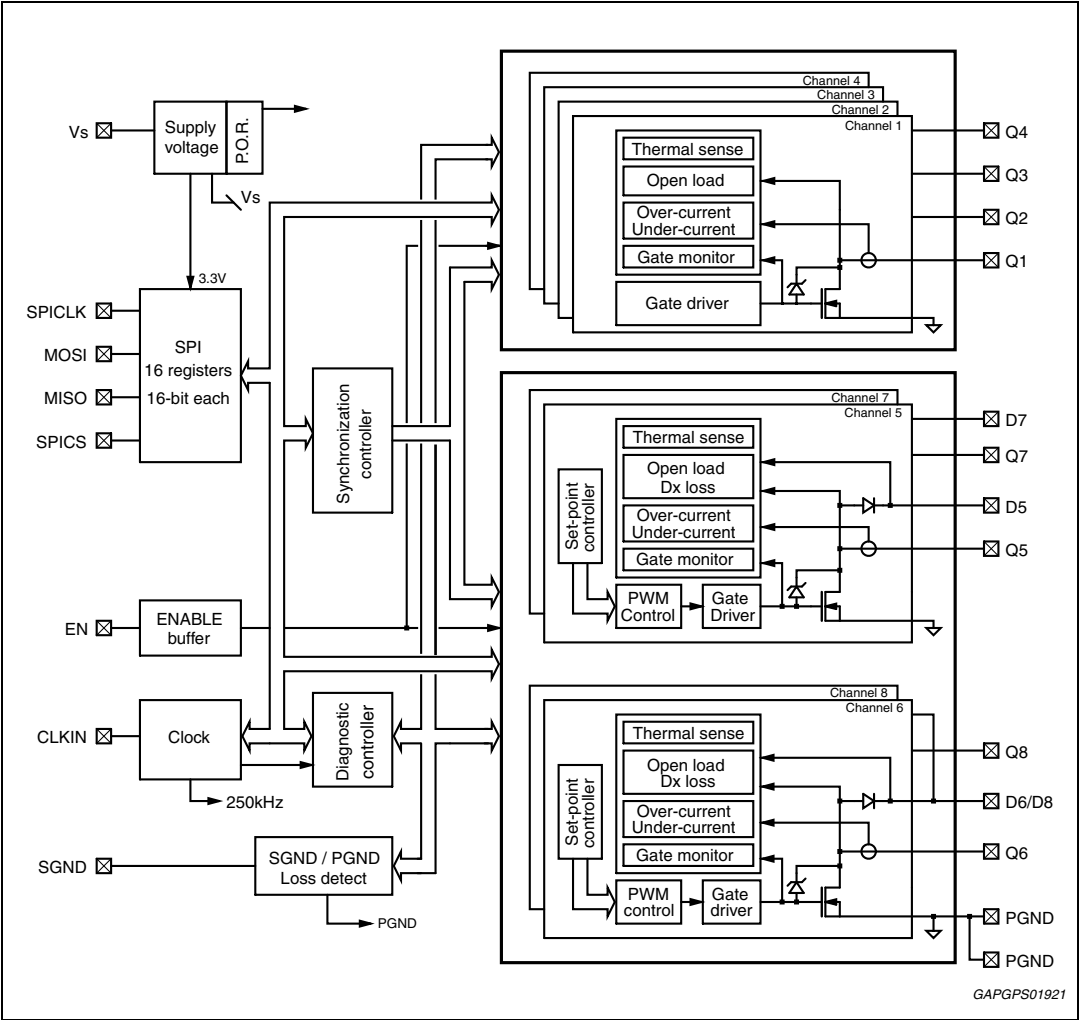 Vs
Supply
voltage
P.O.R.
Vs
3.3V
SPICLK
MOSI
MISO
SPICS
SPI
16 registers
16-bit each
Synchronization
controller
EN
ENABLE
buffer
CLKIN
Clock
250kHz
Diagnostic
controller
SGND
SGND / PGND
Loss detect
PGND
Channel 4
Channel 3
Channel 2
Channel 1
Thermal sense
Open load
Over-current
Under-current
Gate monitor
Gate driver
Q4
Q3
Q2
Q1
Channel 7
Channel 5
Thermal sense
Open load
Dx loss
Over-current
Under-current
Gate monitor
Set-point
controller
PWM
Control
Gate
Driver
D7
Q7
D5
Q5
Channel 8
Channel 6
Thermal sense
Open load
Dx loss
Over-current
Under-current
Gate monitor
Set-point
controller
PWM
control
Gate
driver
Q8
D6/D8
Q6
PGND
PGND
GAPGPS01921